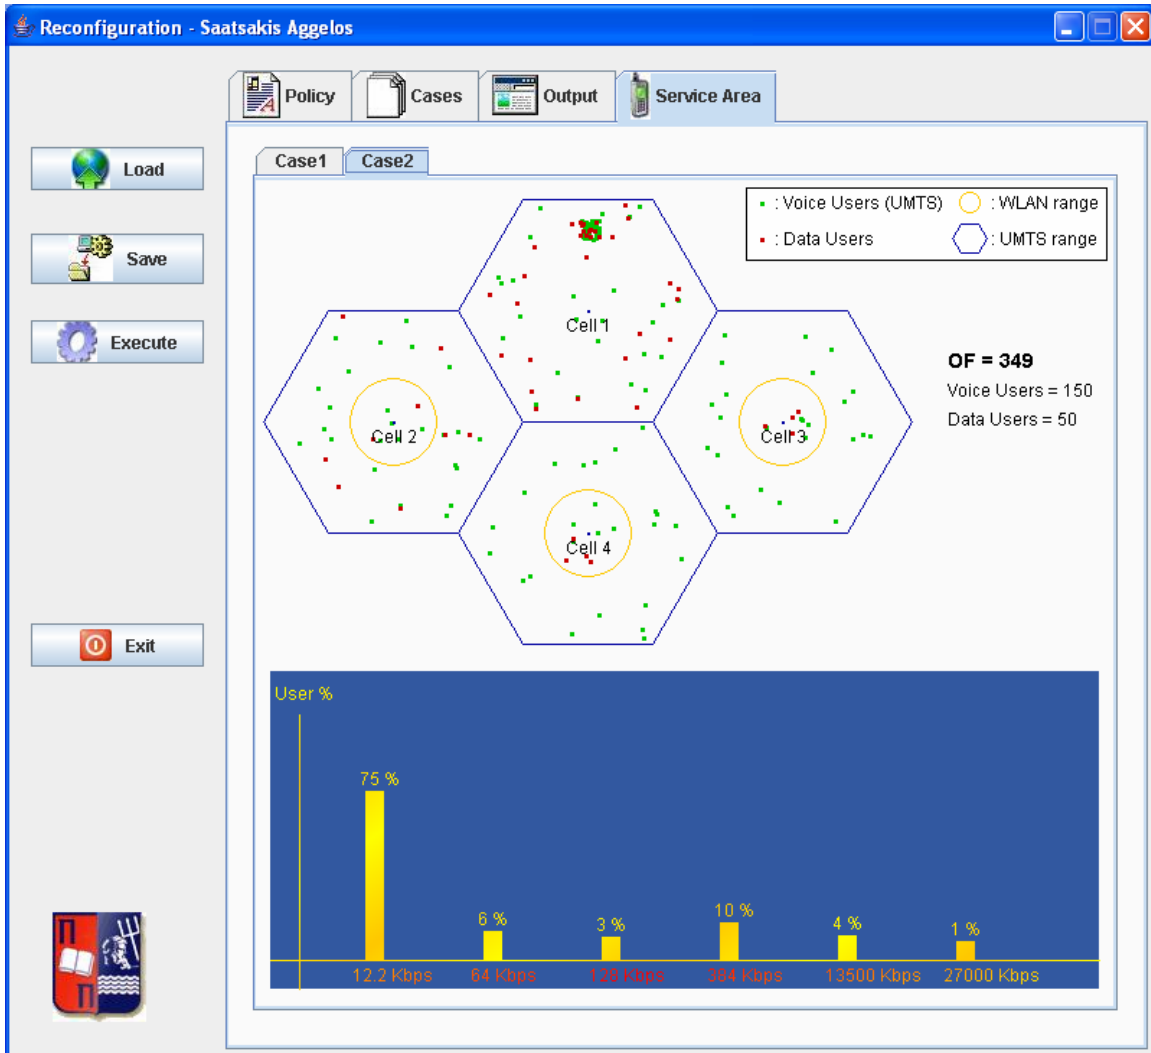 Reconfiguration - Saatsakis Aggelos
Policy
Cases
Output
Service Area
Load
Save
Execute
Exit
Case1
Case2
: Voice Users (UMTS)
: WLAN range
: Data Users
: UMTS range
Cell 1
Cell 2
Cell 3
Cell 4
OF = 349
Voice Users = 150
Data Users = 50
User %
75 %
6 %
3 %
10 %
4 %
1 %
12.2 Kbps
64 Kbps
128 Kbps
384 Kbps
13500 Kbps
27000 Kbps
Π
Π